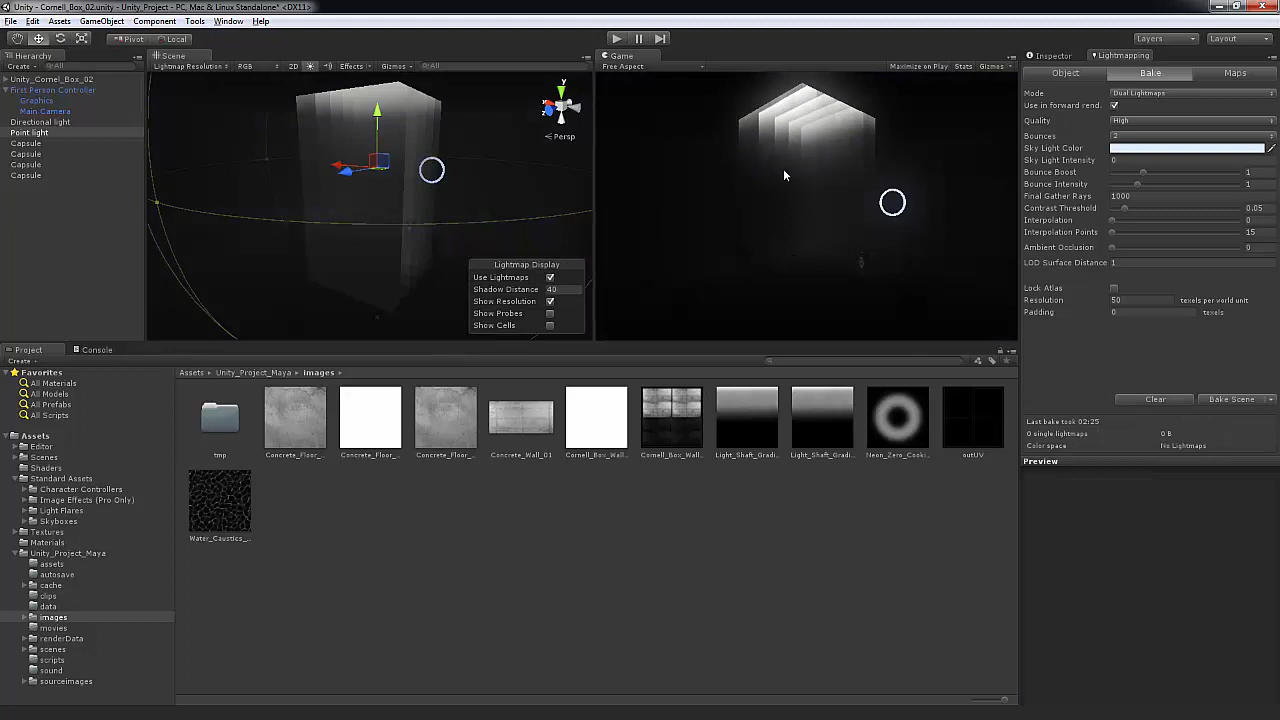 Unity - Cornell_Box_02.unity - Unity_Project - PC, Mac & Linux Standalone* <DX11>
File Edit Assets GameObject Component Tools Window Help
Pivot Local Layers Layout
Hierarchy
Create All
Unity_Cornel_Box_02
First Person Controller
Graphics
Main Camera
Directional light
Point light
Capsule
Capsule
Capsule
Capsule
Scene
Lightmap Resolution RGB 2D Effects Gizmos All
y
x
Persp
Lightmap Display
Use Lightmaps
Shadow Distance 40
Show Resolution
Show Probes
Show Cells
Game
Free Aspect Maximize on Play Stats Gizmos
Inspector Lightmapping
Object Bake Maps
Mode Dual Lightmaps
Use in forward rend.
Quality High
Bounces 2
Sky Light Color
Sky Light Intensity 0
Bounce Boost 1
Bounce Intensity 1
Final Gather Rays 1000
Contrast Threshold 0.05
Interpolation 0
Interpolation Points 15
Ambient Occlusion 0
LOD Surface Distance 1
Lock Atlas
Resolution 50 texels per world unit
Padding 0 texels
Clear Bake Scene
Last bake took 02:25
0 single lightmaps 0 B
Color space No Lightmaps
Preview
Project Console
Create
Favorites
All Materials
All Models
All Prefabs
All Scripts
Assets
Editor
Scenes
Shaders
Standard Assets
Character Controllers
Image Effects (Pro Only)
Light Flares
Skyboxes
Textures
Materials
Unity_Project_Maya
assets
autosave
cache
clips
data
images
movies
renderData
scenes
scripts
sound
sourceimages
Assets Unity_Project_Maya images
tmp Concrete_Floor_... Concrete_Floor_... Concrete_Floor_... Concrete_Wall_01 Cornell_Box_Wall... Cornell_Box_Wall... Light_Shaft_Gradi... Light_Shaft_Gradi... Neon_Zero_Cooki... outUV
Water_Caustics_...